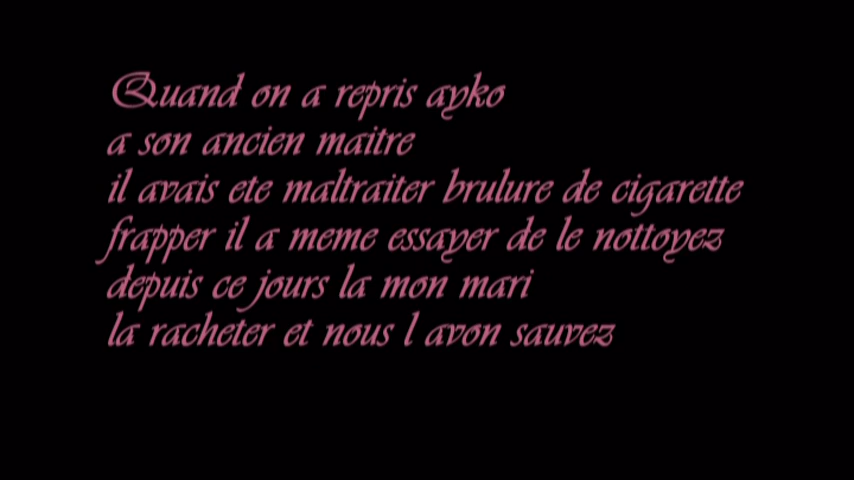 Quand on a repris ayko
a son ancien maitre
il avais ete maltraiter brulure de cigarette
frapper il a meme essayer de le nottoyez
depuis ce jours la mon mari
la racheter et nous l avon sauvez